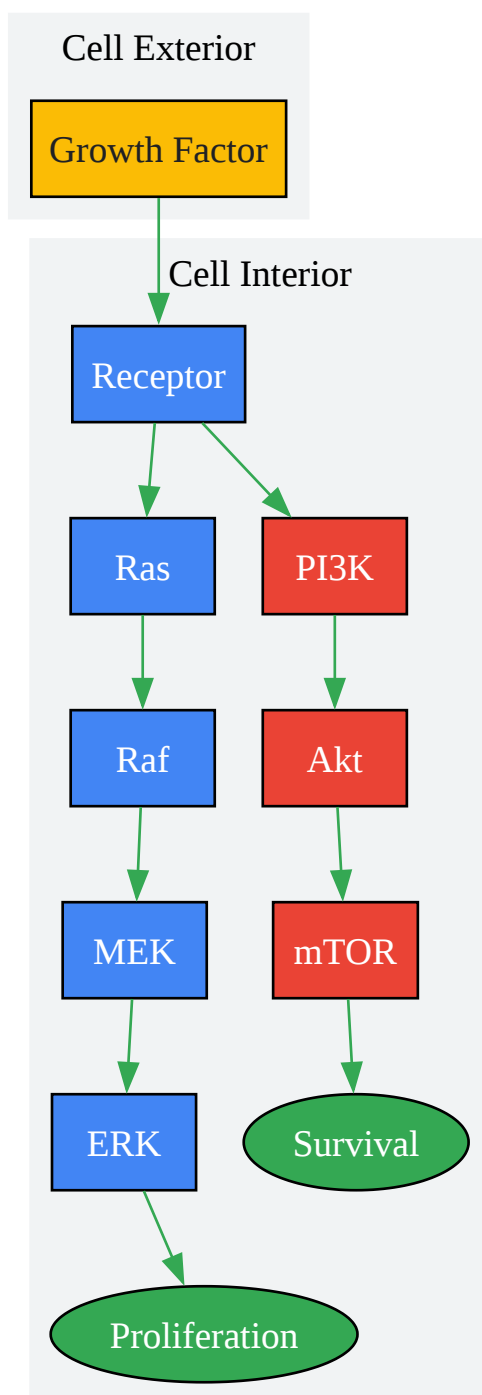 Cell Exterior
Growth Factor
Cell Interior
Receptor
Ras
PI3K
Raf
Akt
MEK
mTOR
ERK
Survival
Proliferation